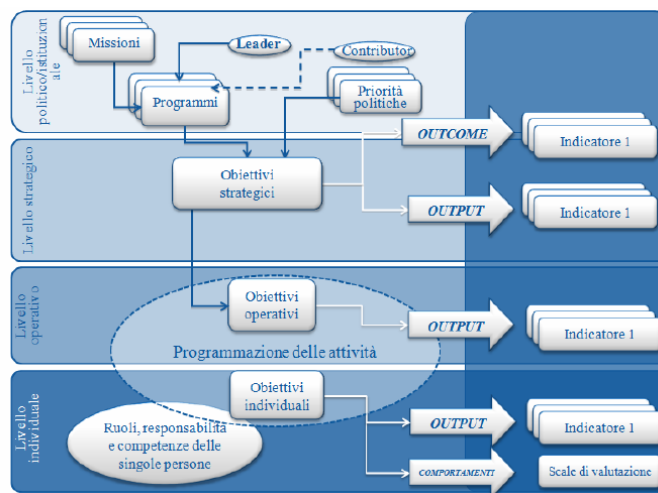 Livello
politico/istituzion
ale
Missioni
Leader
Contributor
Programmi
Priorità
politiche
OUTCOME
Indicatore 1
Livello strategico
Obiettivi
strategici
OUTPUT
Indicatore 1
Livello
operativo
Obiettivi
operativi
OUTPUT
Indicatore 1
Programmazione delle attività
Livello
individuale
Obiettivi
individuali
OUTPUT
Indicatore 1
Ruoli, responsabilità
e competenze delle
singole persone
COMPORTAMENTI
Scale di valutazione